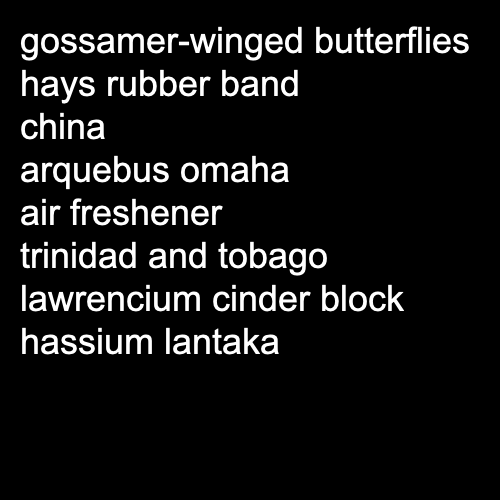 gossamer-winged butterflies
hays rubber band
china
arquebus omaha
air freshener
trinidad and tobago
lawrencium cinder block
hassium lantaka